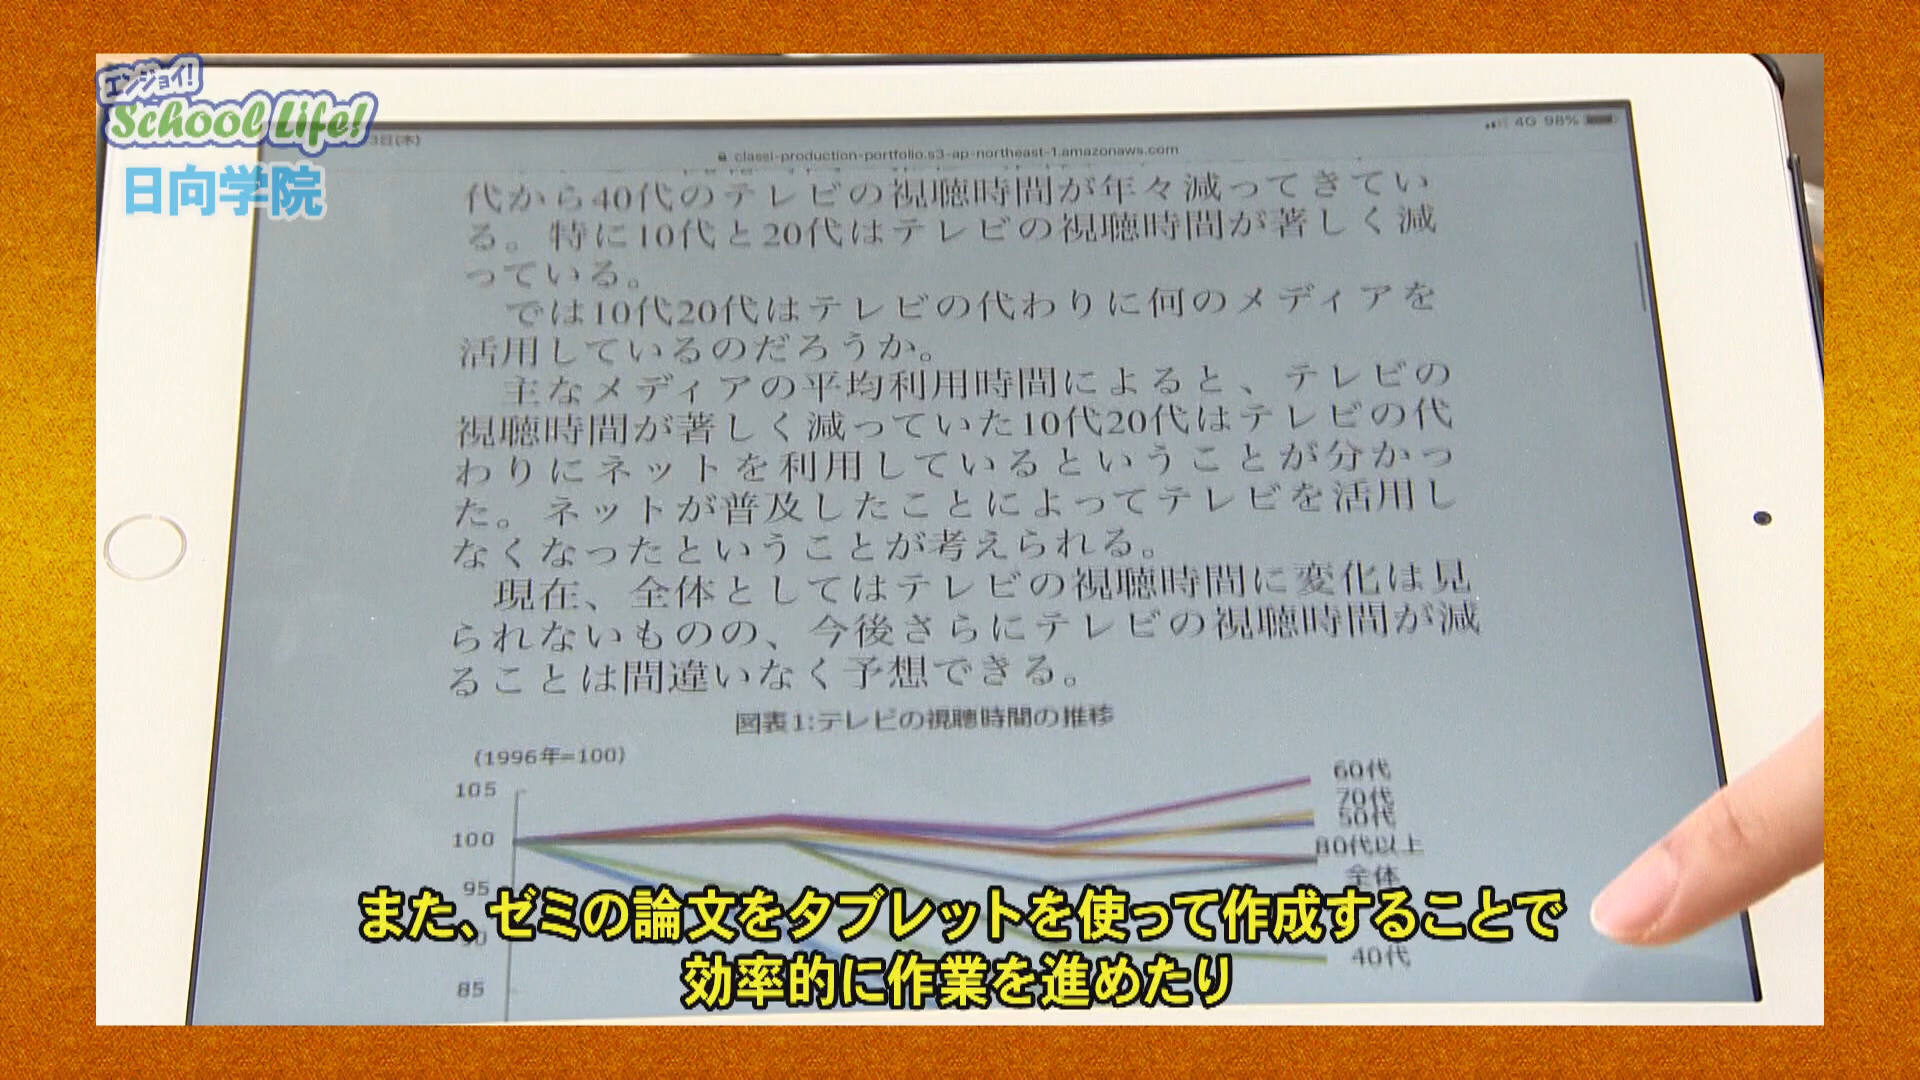 エンジョイ!
School Life!
日向学院
3日(木)
4G 98%
classi-production-portfolio.s3-ap-northeast-1.amazonaws.com
代から40代のテレビの視聴時間が年々減ってきてい
る。特に10代と20代はテレビの視聴時間が著しく減
っている。
では10代20代はテレビの代わりに何のメディアを
活用しているのだろうか。
主なメディアの平均利用時間によると、テレビの
視聴時間が著しく減っていた10代20代はテレビの代
わりにネットを利用しているということが分かっ
た。ネットが普及したことによってテレビを活用し
なくなったということが考えられる。
現在、全体としてはテレビの視聴時間に変化は見
られないものの、今後さらにテレビの視聴時間が減
ることは間違いなく予想できる。
図表1:テレビの視聴時間の推移
(1996年=100)
105
60代
70代
50代
100
80代以上
全体
95
また、ゼミの論文をタブレットを使って作成することで
90
40代
効率的に作業を進めたり
85